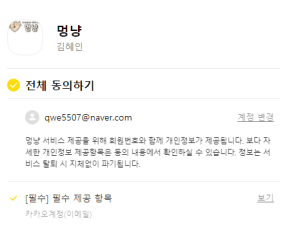 멍냥
김혜인
전체 동의하기
qwe5507@naver.com 계정 변경
멍냥 서비스 제공을 위해 회원번호와 함께 개인정보가 제공됩니다. 보다 자
세한 개인정보 제공항목은 동의 내용에서 확인하실 수 있습니다. 정보는 서
비스 탈퇴 시 지체없이 파기됩니다.
[필수] 필수 제공 항목 보기
카카오계정(이메일)